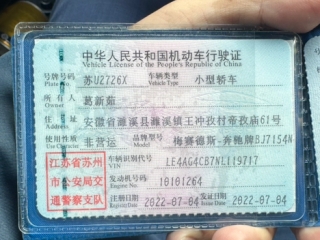 中华人民共和国机动车行驶证
Vehicle License of the People's Republic of China
号牌号码 苏U2726X 车辆类型 小型轿车
Plate No. Vehicle Type
所有人 葛新茹
Owner
住址 安徽省濉溪县濉溪镇王冲孜封帝孜庙61号
Address
使用性质 非营运 品牌型号 梅赛德斯-奔驰牌BJ7154N
Use Character Model
江苏省苏州 车辆识别代号 LE4AG4CB7NL119717
VIN
市公安局交 发动机号码 10101264
Engine No.
通警察支队 注册日期 2022-07-04 发证日期 2022-07-04
Register Date Issue Date